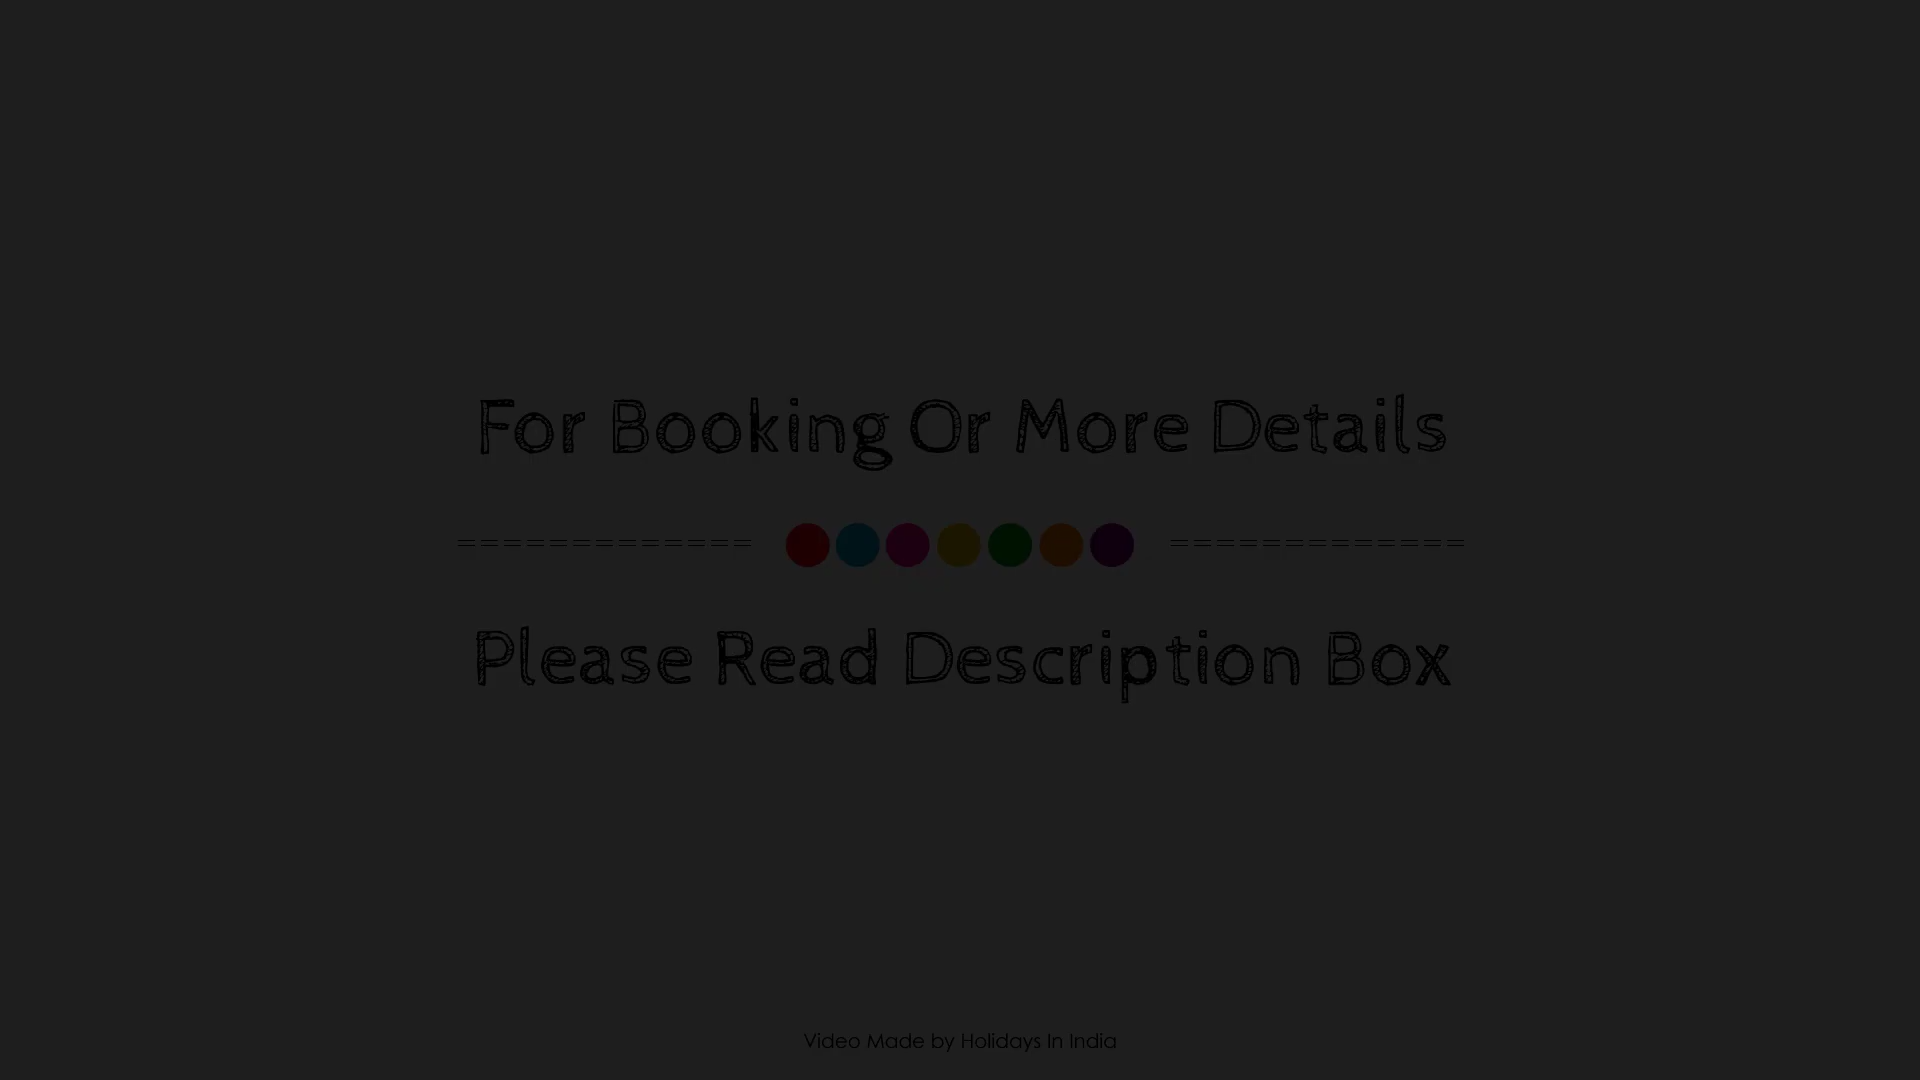 For Booking Or More Details
============= =============
Please Read Description Box
Video Made by Holidays In India